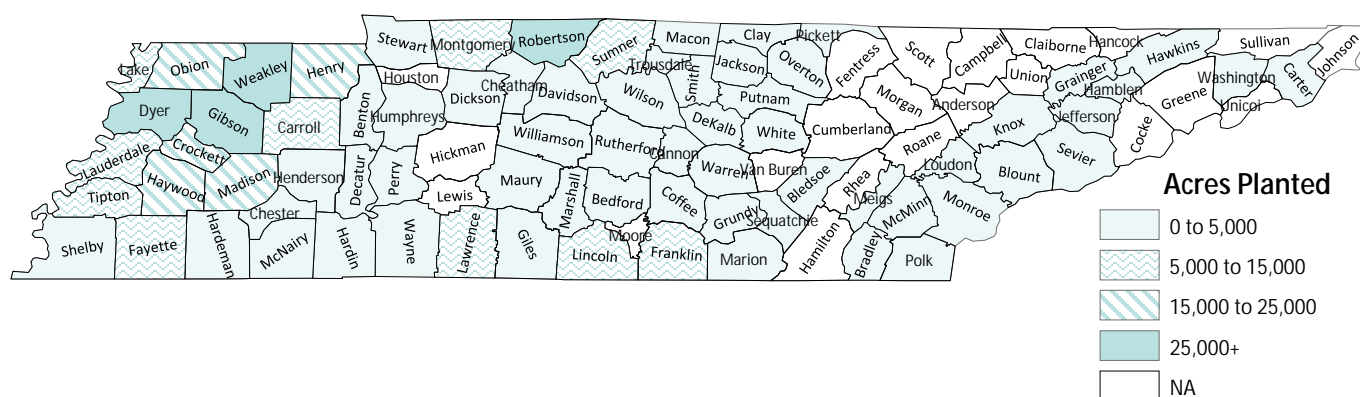 Stewart
Montgomery
Robertson
Sumner
Macon
Clay
Pickett
Fentress
Scott
Campbell
Claiborne
Hancock
Hawkins
Sullivan
Johnson
Lake
Obion
Weakley
Henry
Houston
Cheatham
Trousdale
Smith
Jackson
Overton
Morgan
Union
Grainger
Hamblen
Washington
Carter
Unicoi
Greene
Dyer
Gibson
Carroll
Benton
Humphreys
Dickson
Davidson
Wilson
Putnam
DeKalb
White
Cumberland
Anderson
Roane
Knox
Jefferson
Cocke
Sevier
Lauderdale
Crockett
Haywood
Madison
Henderson
Decatur
Perry
Hickman
Williamson
Rutherford
Cannon
Warren
Van Buren
Bledsoe
Rhea
Meigs
Loudon
Blount
Monroe
Tipton
Chester
Lewis
Maury
Marshall
Bedford
Coffee
Grundy
Sequatchie
McMinn
Shelby
Fayette
Hardeman
McNairy
Hardin
Wayne
Lawrence
Giles
Lincoln
Moore
Franklin
Marion
Hamilton
Bradley
Polk
Acres Planted
0 to 5,000
5,000 to 15,000
15,000 to 25,000
25,000+
NA